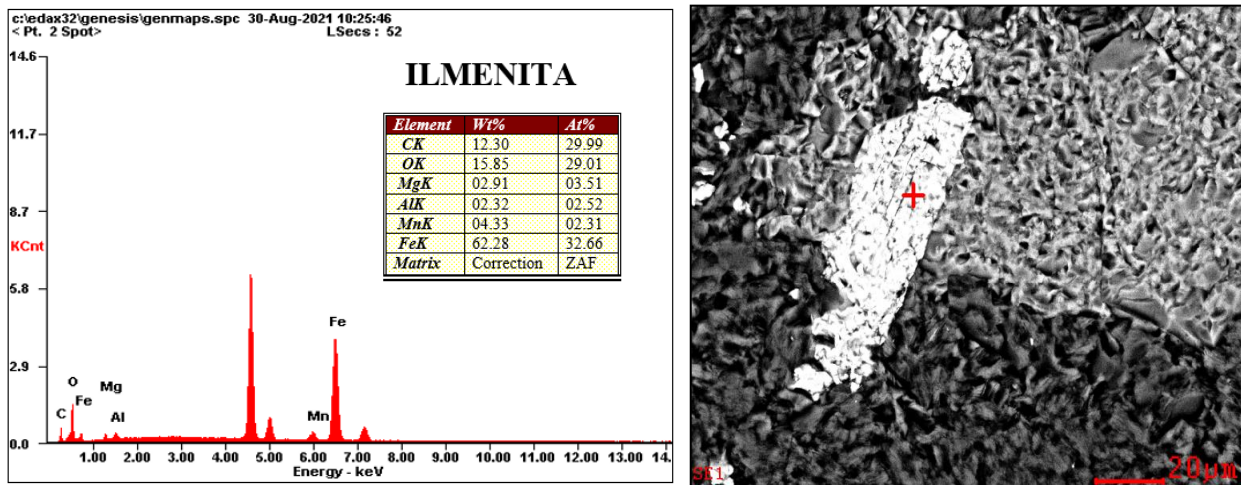 c:\edax32\genesis\genmaps.spc 30-Aug-2021 10:25:46
< Pt. 2 Spot> LSecs : 52
ILMENITA
Element Wt% At%
CK 12.30 29.99
OK 15.85 29.01
MgK 02.91 03.51
AlK 02.32 02.52
MnK 04.33 02.31
FeK 62.28 32.66
Matrix Correction ZAF
14.6
11.7
8.7
KCnt
5.8
2.9
0.0
C
O
Fe
Mg
Al
Mn
Fe
1.00 2.00 3.00 4.00 5.00 6.00 7.00 8.00 9.00 10.00 11.00 12.00 13.00 14.
Energy - keV
SE1
20µm